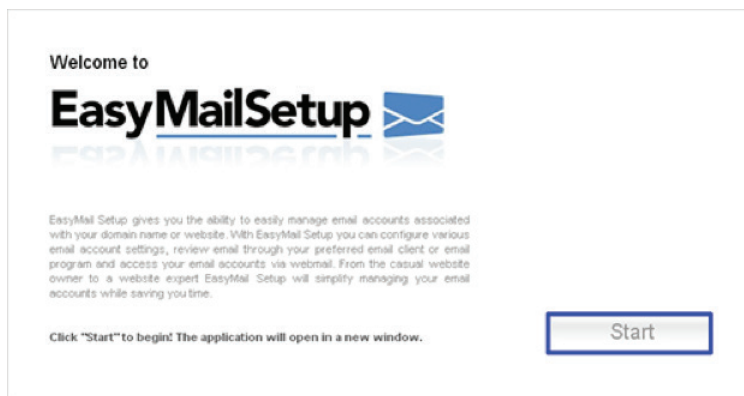 Welcome to
EasyMailSetup
EasyMail Setup gives you the ability to easily manage email accounts associated
with your domain name or website. With EasyMail Setup you can configure various
email account settings, review email through your preferred email client or email
program and access your email accounts via webmail. From the casual website
owner to a website expert EasyMail Setup will simplify managing your email
accounts while saving you time.
Click "Start" to begin! The application will open in a new window.
Start